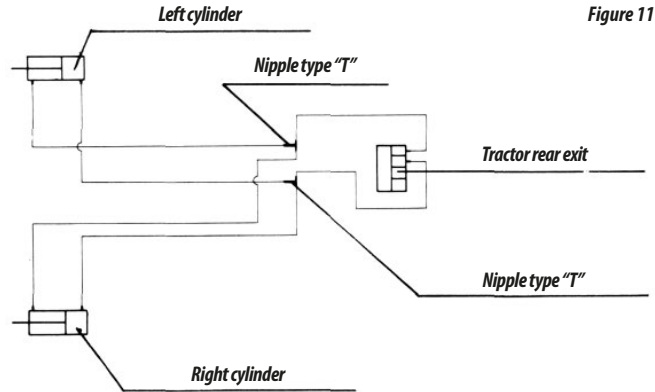 Left cylinder
Figure 11
Nipple type “T”
Tractor rear exit
Nipple type “T”
Right cylinder